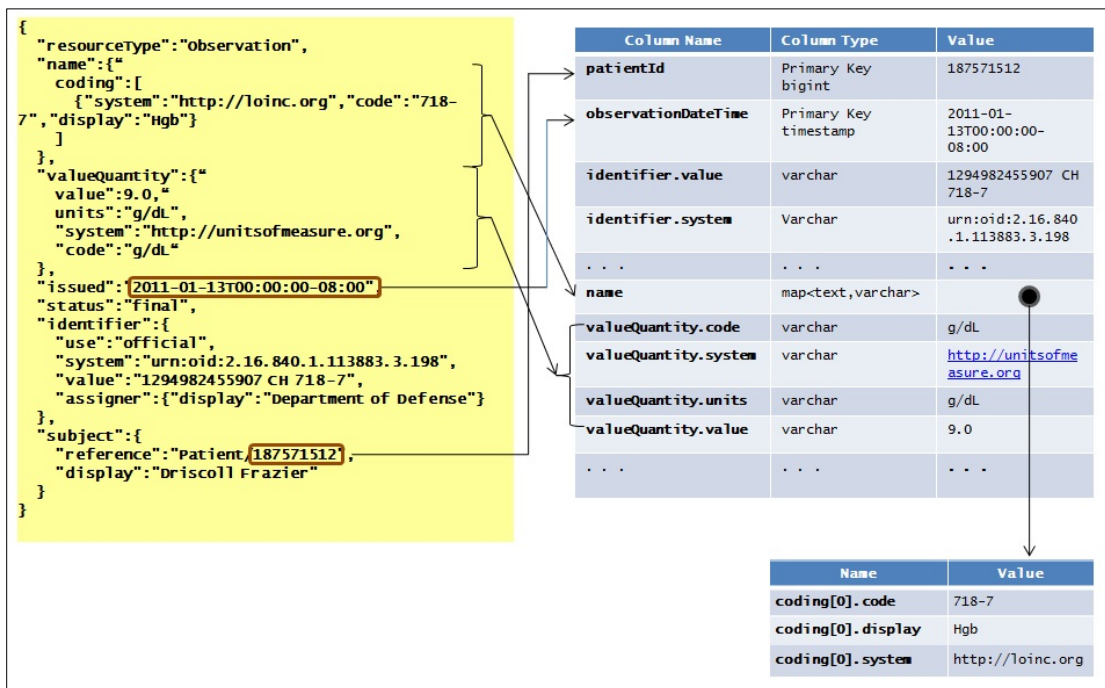 {
"resourceType":"Observation",
"name":{“
coding":[
{"system":"http://loinc.org","code":"718-
7","display":"Hgb"}
]
},
"valueQuantity":{“
value":9.0,“
units":"g/dL",
"system":"http://unitsofmeasure.org",
"code":"g/dL“
},
"issued":"2011-01-13T00:00:00-08:00",
"status":"final",
"identifier":{
"use":"official",
"system":"urn:oid:2.16.840.1.113883.3.198",
"value":"1294982455907 CH 718-7",
"assigner":{"display":"Department of Defense"}
},
"subject":{
"reference":"Patient/187571512",
"display":"Driscoll Frazier"
}
}
Column Name Column Type Value
patientId Primary Key 187571512
bigint
observationDateTime Primary Key 2011-01-
timestamp 13T00:00:00-
08:00
identifier.value varchar 1294982455907 CH
718-7
identifier.system Varchar urn:oid:2.16.840
.1.113883.3.198
. . . . . . . . .
name map<text,varchar>
valueQuantity.code varchar g/dL
valueQuantity.system varchar http://unitsofme
asure.org
valueQuantity.units varchar g/dL
valueQuantity.value varchar 9.0
. . . . . . . . .
Name Value
coding[0].code 718-7
coding[0].display Hgb
coding[0].system http://loinc.org